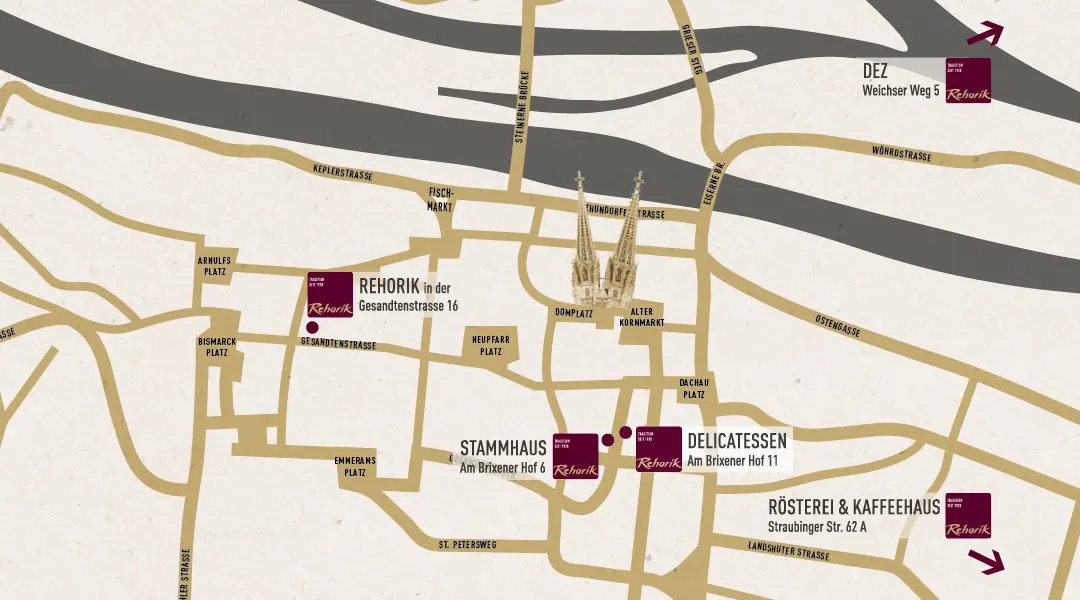 GRIESER STEG
DEZ
Weichser Weg 5
TRADITION
SEIT 1928
Rehorik
STEINERNE BRÜCKE
WÖHRDSTRASSE
KEPLERSTRASSE
EISERNE BR.
FISCH-
MARKT
STRASSE
ARNULFS
PLATZ
TRADITION
SEIT 1928
Rehorik
REHORIK in der
Gesandtenstrasse 16
DOMPLATZ
ALTER
KORNMARKT
OSTENGASSE
BISMARCK
PLATZ
GESANDTENSTRASSE
NEUPFARR
PLATZ
DACHAU
PLATZ
STAMMHAUS
Am Brixener Hof 6
TRADITION
SEIT 1928
Rehorik
TRADITION
SEIT 1928
Rehorik
DELICATESSEN
Am Brixener Hof 11
EMMERAMS
PLATZ
RÖSTEREI & KAFFEEHAUS
Straubinger Str. 62 A
TRADITION
SEIT 1928
Rehorik
ST. PETERSWEG
LANDSHUTER STRASSE